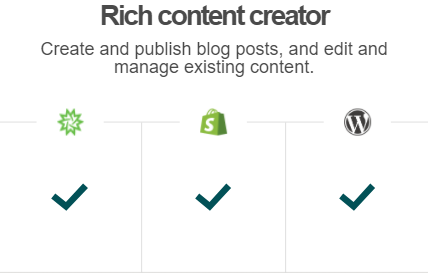 Rich content creator
Create and publish blog posts, and edit and
manage existing content.